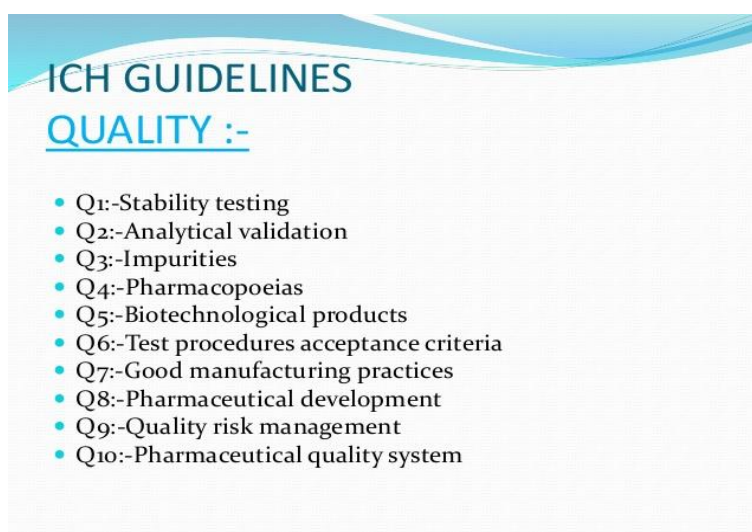 ICH GUIDELINES
QUALITY :-
Q1:-Stability testing
Q2:-Analytical validation
Q3:-Impurities
Q4:-Pharmacopoeias
Q5:-Biotechnological products
Q6:-Test procedures acceptance criteria
Q7:-Good manufacturing practices
Q8:-Pharmaceutical development
Q9:-Quality risk management
Q10:-Pharmaceutical quality system